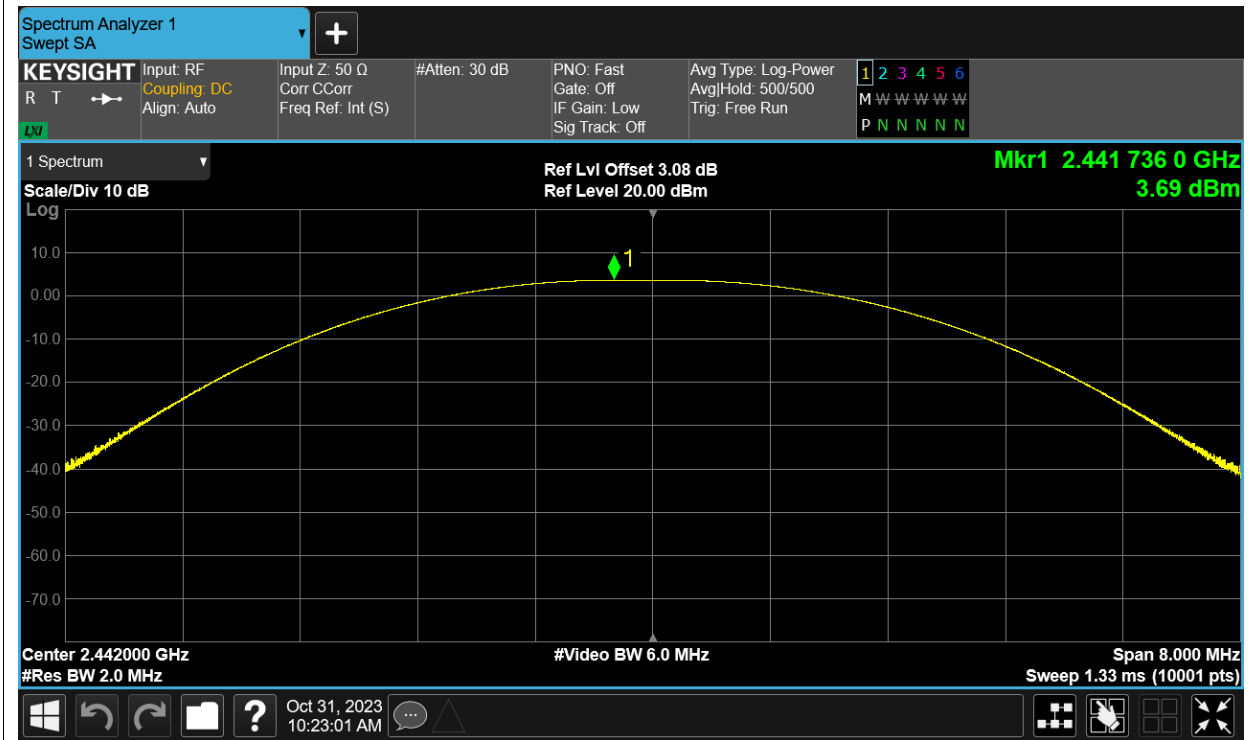 Spectrum Analyzer 1
Swept SA
KEYSIGHT
R T
LXI
Input: RF
Coupling: DC
Align: Auto
Input Z: 50 Ω
Corr CCorr
Freq Ref: Int (S)
#Atten: 30 dB
PNO: Fast
Gate: Off
IF Gain: Low
Sig Track: Off
Avg Type: Log-Power
Avg|Hold: 500/500
Trig: Free Run
1 2 3 4 5 6
M W W W W W
P N N N N N
1 Spectrum
Scale/Div 10 dB
Log
Ref Lvl Offset 3.08 dB
Ref Level 20.00 dBm
Mkr1 2.441 736 0 GHz
3.69 dBm
1
10.0
0.00
-10.0
-20.0
-30.0
-40.0
-50.0
-60.0
-70.0
Center 2.442000 GHz
#Res BW 2.0 MHz
#Video BW 6.0 MHz
Span 8.000 MHz
Sweep 1.33 ms (10001 pts)
?
Oct 31, 2023
10:23:01 AM